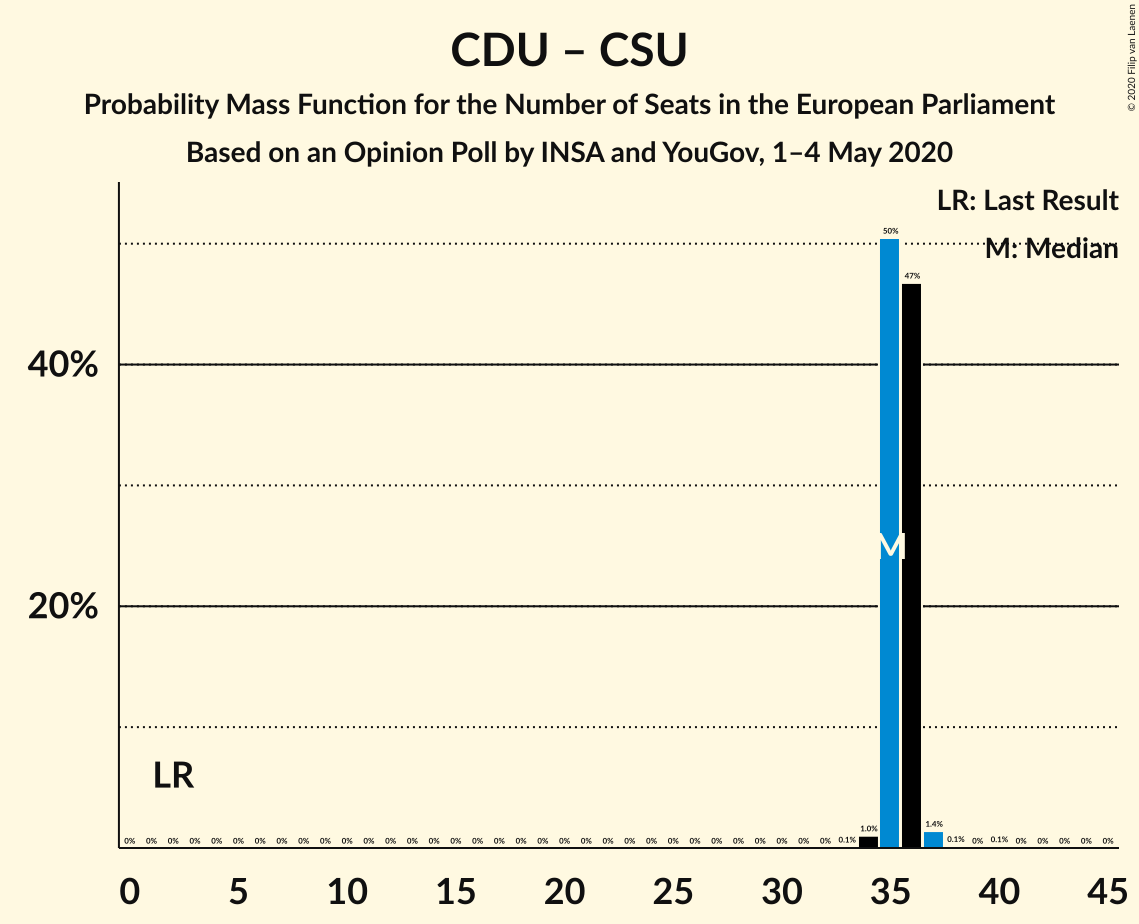 CDU – CSU
Probability Mass Function for the Number of Seats in the European Parliament
Based on an Opinion Poll by INSA and YouGov, 1–4 May 2020
© 2020 Filip van Laenen
LR: Last Result
M: Median
50%
47%
40%
M
20%
LR
0% 0% 0% 0% 0% 0% 0% 0% 0% 0% 0% 0% 0% 0% 0% 0% 0% 0% 0% 0% 0% 0% 0% 0% 0% 0% 0% 0% 0% 0% 0% 0% 0% 0.1% 1.0% 1.4% 0.1% 0% 0.1% 0% 0% 0% 0% 0%
0 5 10 15 20 25 30 35 40 45